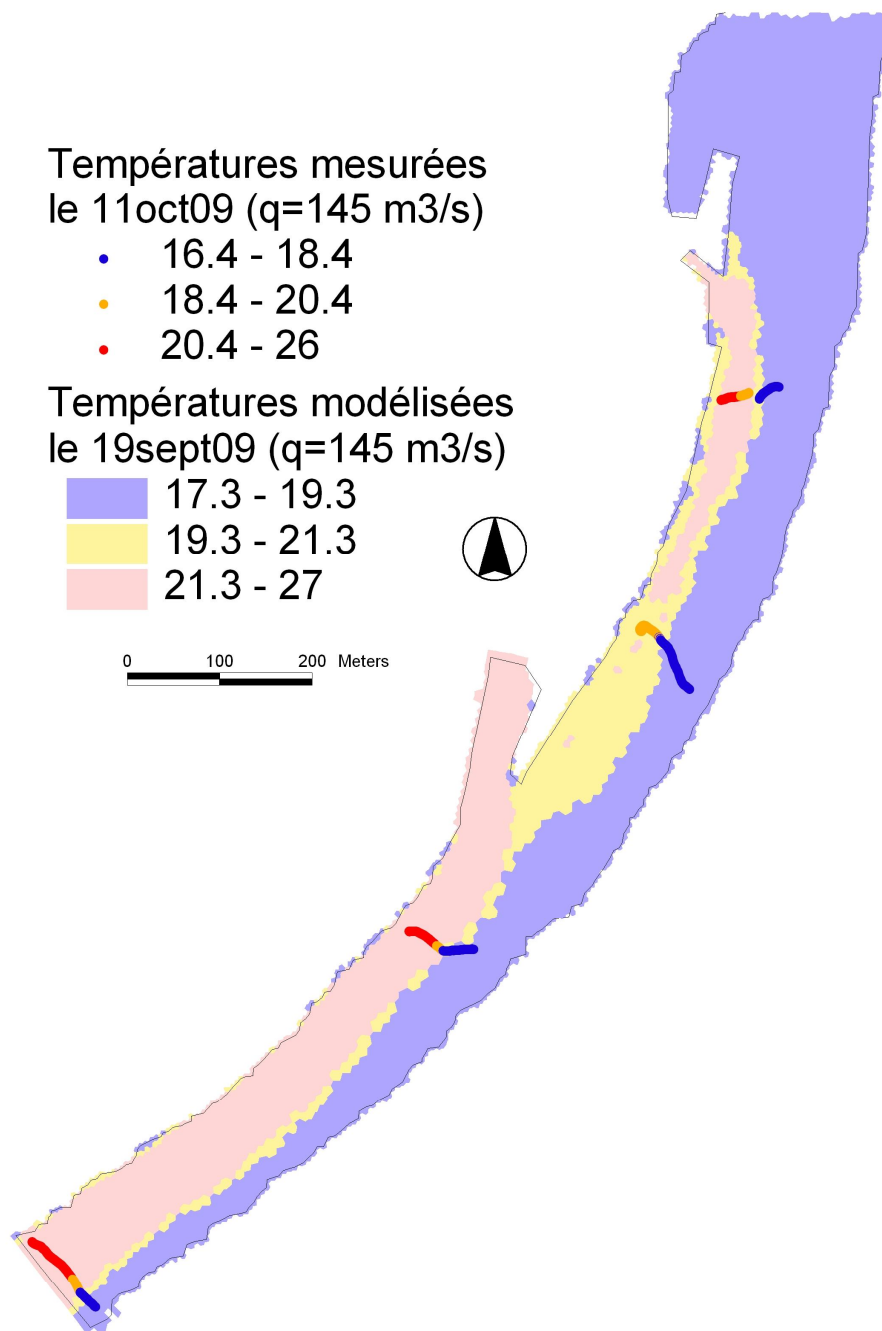 Températures mesurées
le 11oct09 (q=145 m3/s)
16.4 - 18.4
18.4 - 20.4
20.4 - 26
Températures modélisées
le 19sept09 (q=145 m3/s)
17.3 - 19.3
19.3 - 21.3
21.3 - 27
0 100 200 Meters